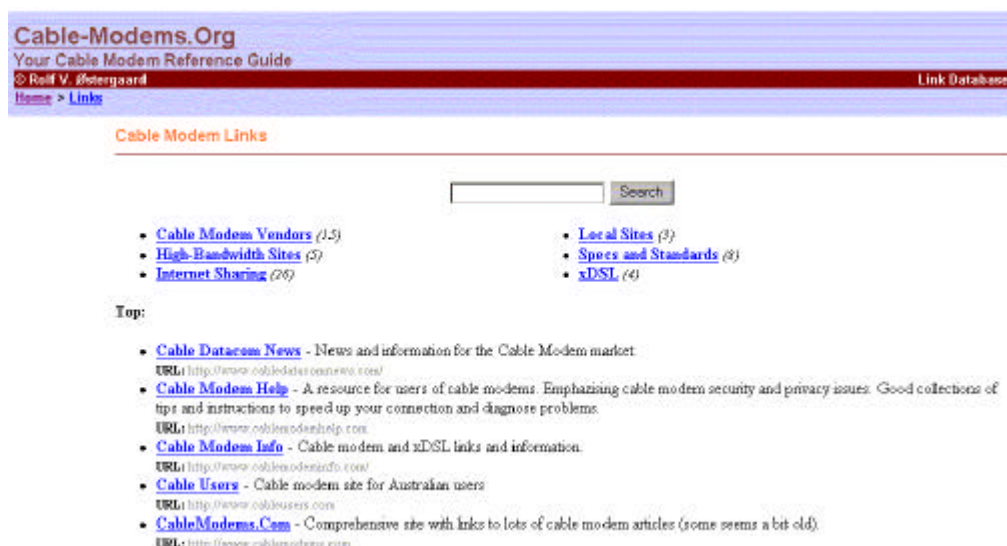 Cable-Modems.Org
Your Cable Modem Reference Guide
© Rolf V. Østergaard Link Database
Home > Links
Cable Modem Links
Search
• Cable Modem Vendors (15) • Local Sites (3)
• High-Bandwidth Sites (5) • Specs and Standards (8)
• Internet Sharing (26) • xDSL (4)
Top:
• Cable Datacom News - News and information for the Cable Modem market.
URL: http://www.cabledatacomnews.com/
• Cable Modem Help - A resource for users of cable modems. Emphazising cable modem security and privacy issues. Good collections of
tips and instructions to speed up your connection and diagnose problems.
URL: http://www.cablemodemhelp.com
• Cable Modem Info - Cable modem and xDSL links and information.
URL: http://www.cablemodeminfo.com/
• Cable Users - Cable modem site for Australian users
URL: http://www.cableusers.com
• CableModems.Com - Comprehensive site with links to lots of cable modem articles (some seems a bit old).
URL: http://www.cablemodems.com